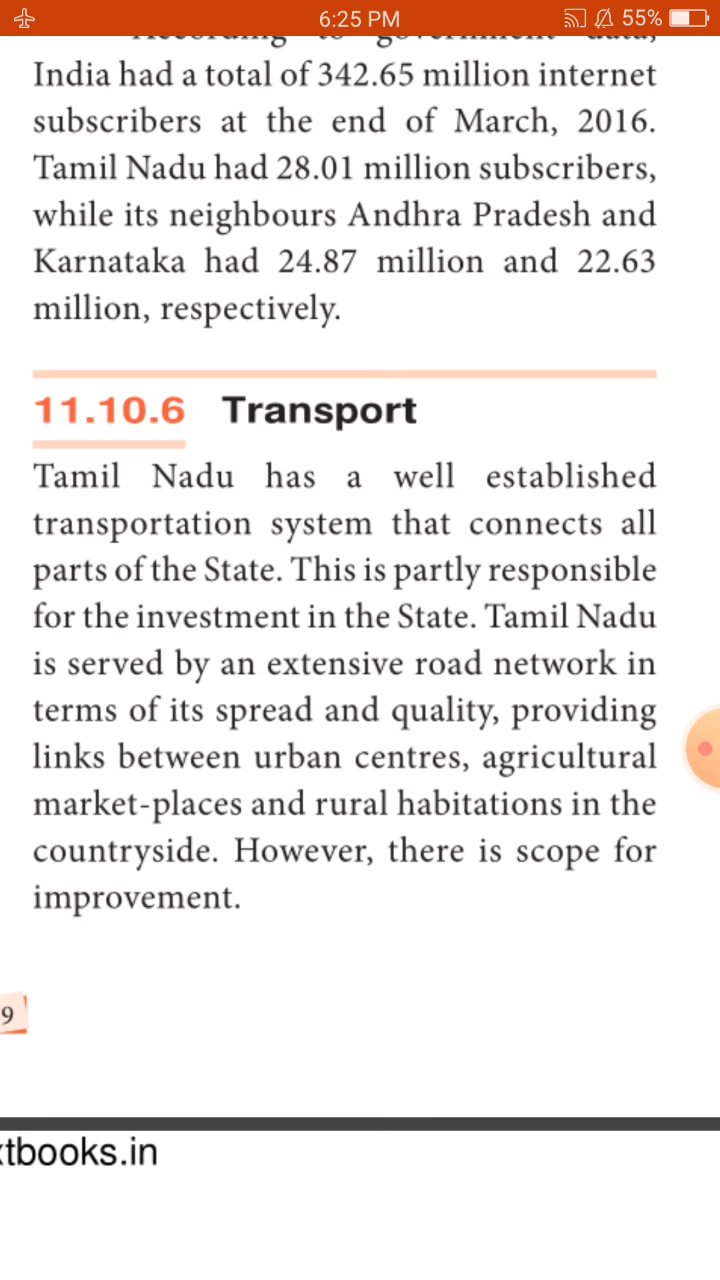 6:25 PM 55%
India had a total of 342.65 million internet
subscribers at the end of March, 2016.
Tamil Nadu had 28.01 million subscribers,
while its neighbours Andhra Pradesh and
Karnataka had 24.87 million and 22.63
million, respectively.
11.10.6 Transport
Tamil Nadu has a well established
transportation system that connects all
parts of the State. This is partly responsible
for the investment in the State. Tamil Nadu
is served by an extensive road network in
terms of its spread and quality, providing
links between urban centres, agricultural
market-places and rural habitations in the
countryside. However, there is scope for
improvement.
9
tbooks.in